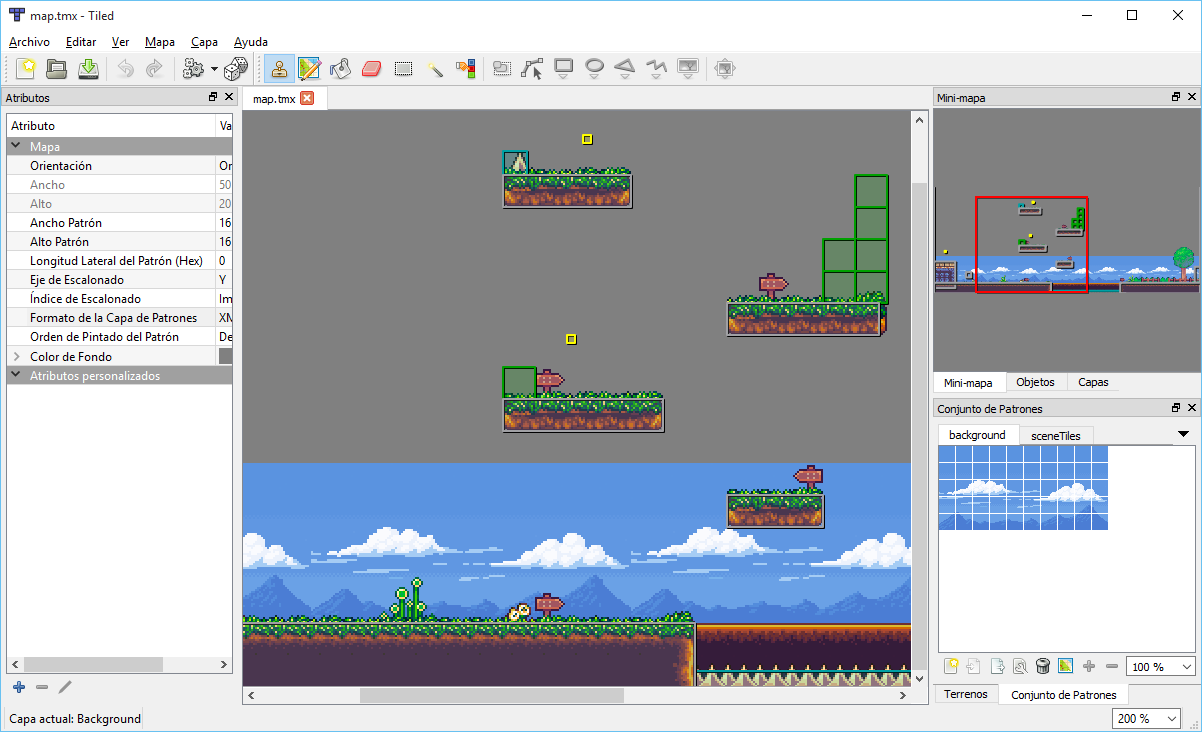 map.tmx - Tiled
Archivo Editar Ver Mapa Capa Ayuda
Atributos
Atributo Va
Mapa
Orientación Or
Ancho 50
Alto 20
Ancho Patrón 16
Alto Patrón 16
Longitud Lateral del Patrón (Hex) 0
Eje de Escalonado Y
Índice de Escalonado Im
Formato de la Capa de Patrones XM
Orden de Pintado del Patrón De
Color de Fondo
Atributos personalizados
Capa actual: Background
map.tmx
Mini-mapa
Mini-mapa Objetos Capas
Conjunto de Patrones
background sceneTiles
100 %
Terrenos Conjunto de Patrones
200 %